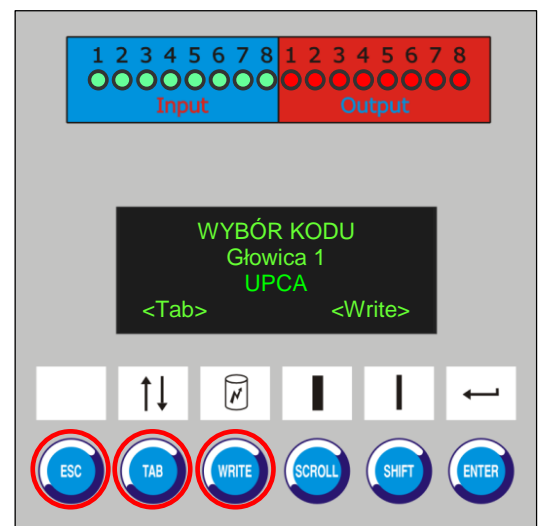 1 2 3 4 5 6 7 8 1 2 3 4 5 6 7 8
Input Output
WYBÓR KODU
Głowica 1
UPCA
<Tab> <Write>
ESC TAB WRITE SCROLL SHIFT ENTER